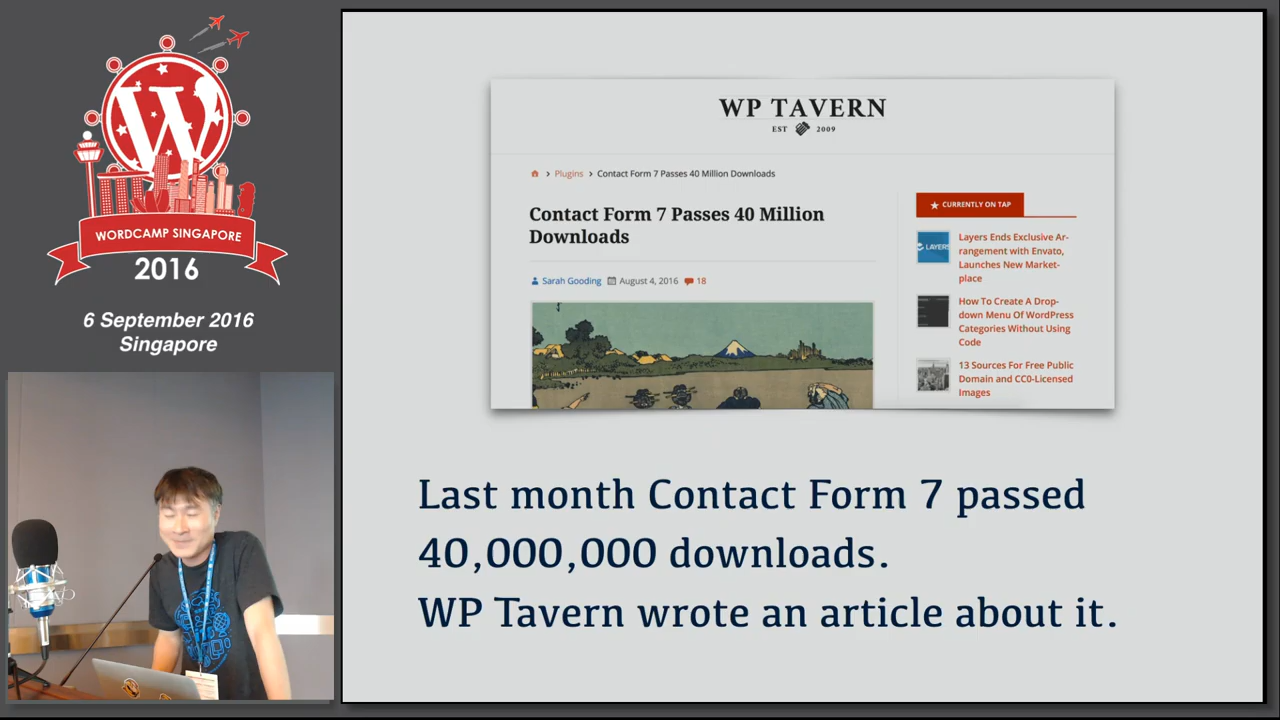 WORDCAMP SINGAPORE
2016
6 September 2016
Singapore
WP TAVERN
EST 2009
Plugins > Contact Form 7 Passes 40 Million Downloads
Contact Form 7 Passes 40 Million
Downloads
Sarah Gooding August 4, 2016 18
CURRENTLY ON TAP
LAYERS
Layers Ends Exclusive Ar-
rangement with Envato,
Launches New Market-
place
How To Create A Drop-
down Menu Of WordPress
Categories Without Using
Code
13 Sources For Free Public
Domain and CC0-Licensed
Images
Last month Contact Form 7 passed
40,000,000 downloads.
WP Tavern wrote an article about it.